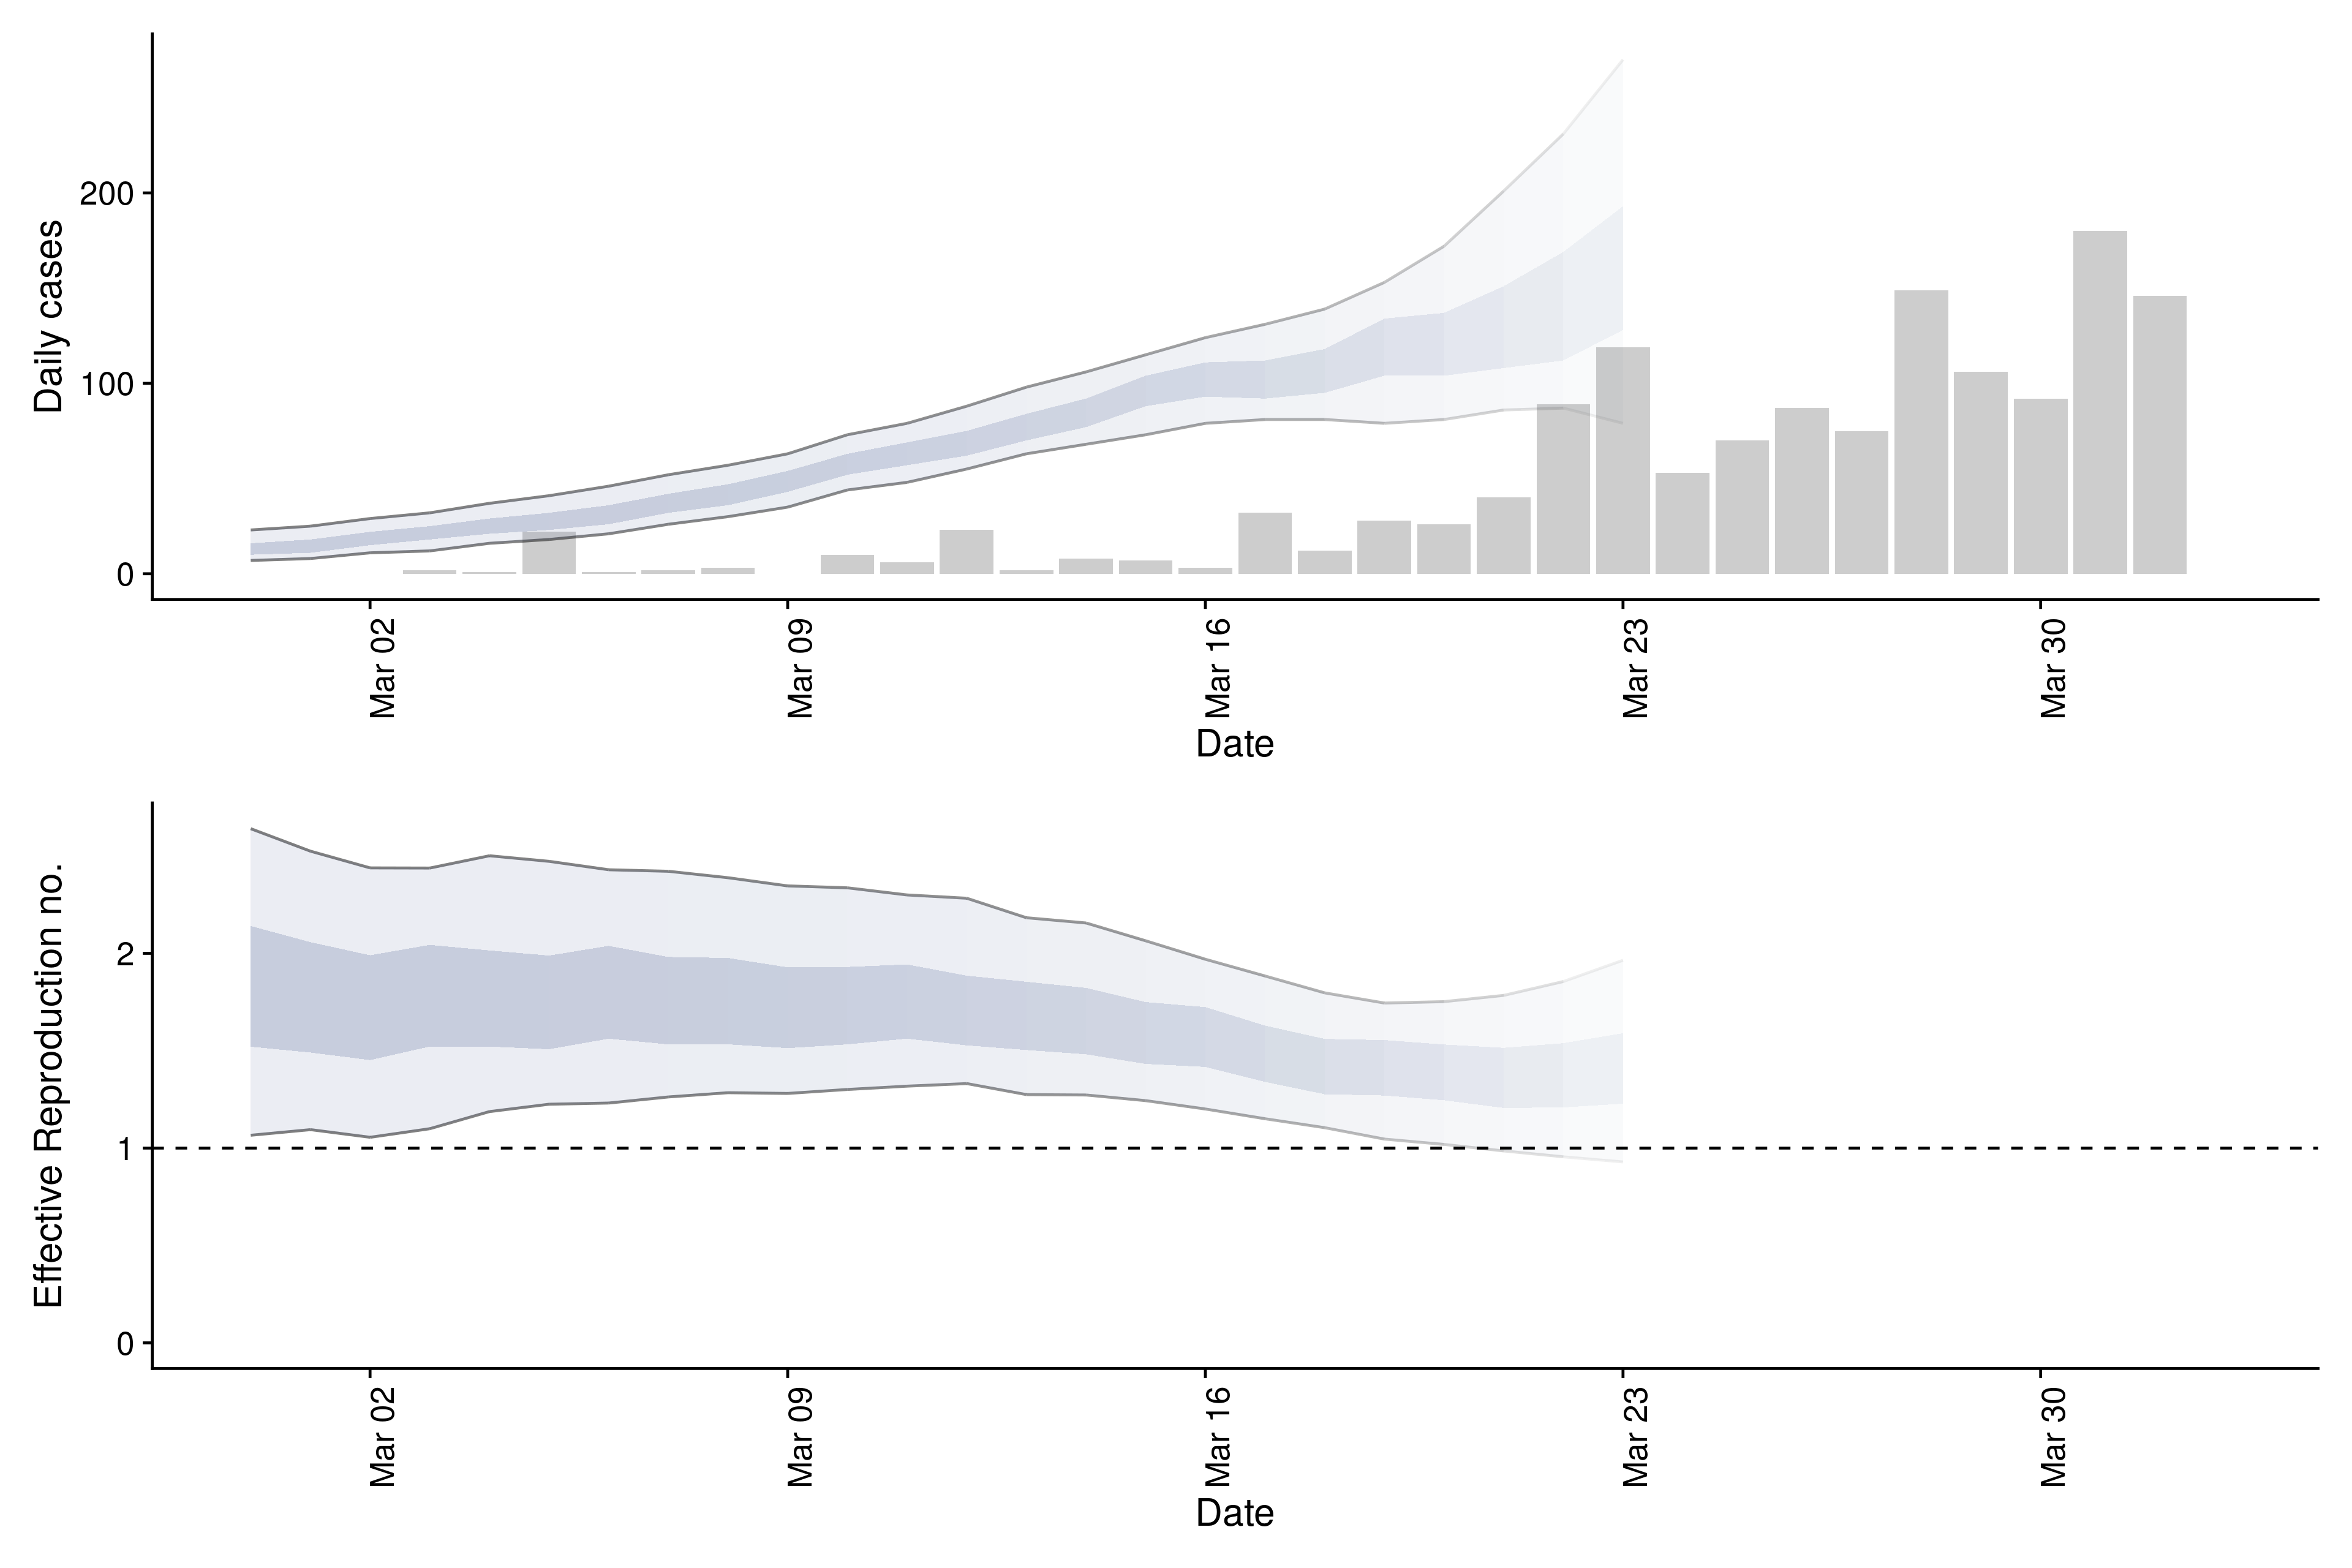 Daily cases
200
100
0
Mar 02
Mar 09
Mar 16
Mar 23
Mar 30
Date
Effective Reproduction no.
2
1
0
Mar 02
Mar 09
Mar 16
Mar 23
Mar 30
Date